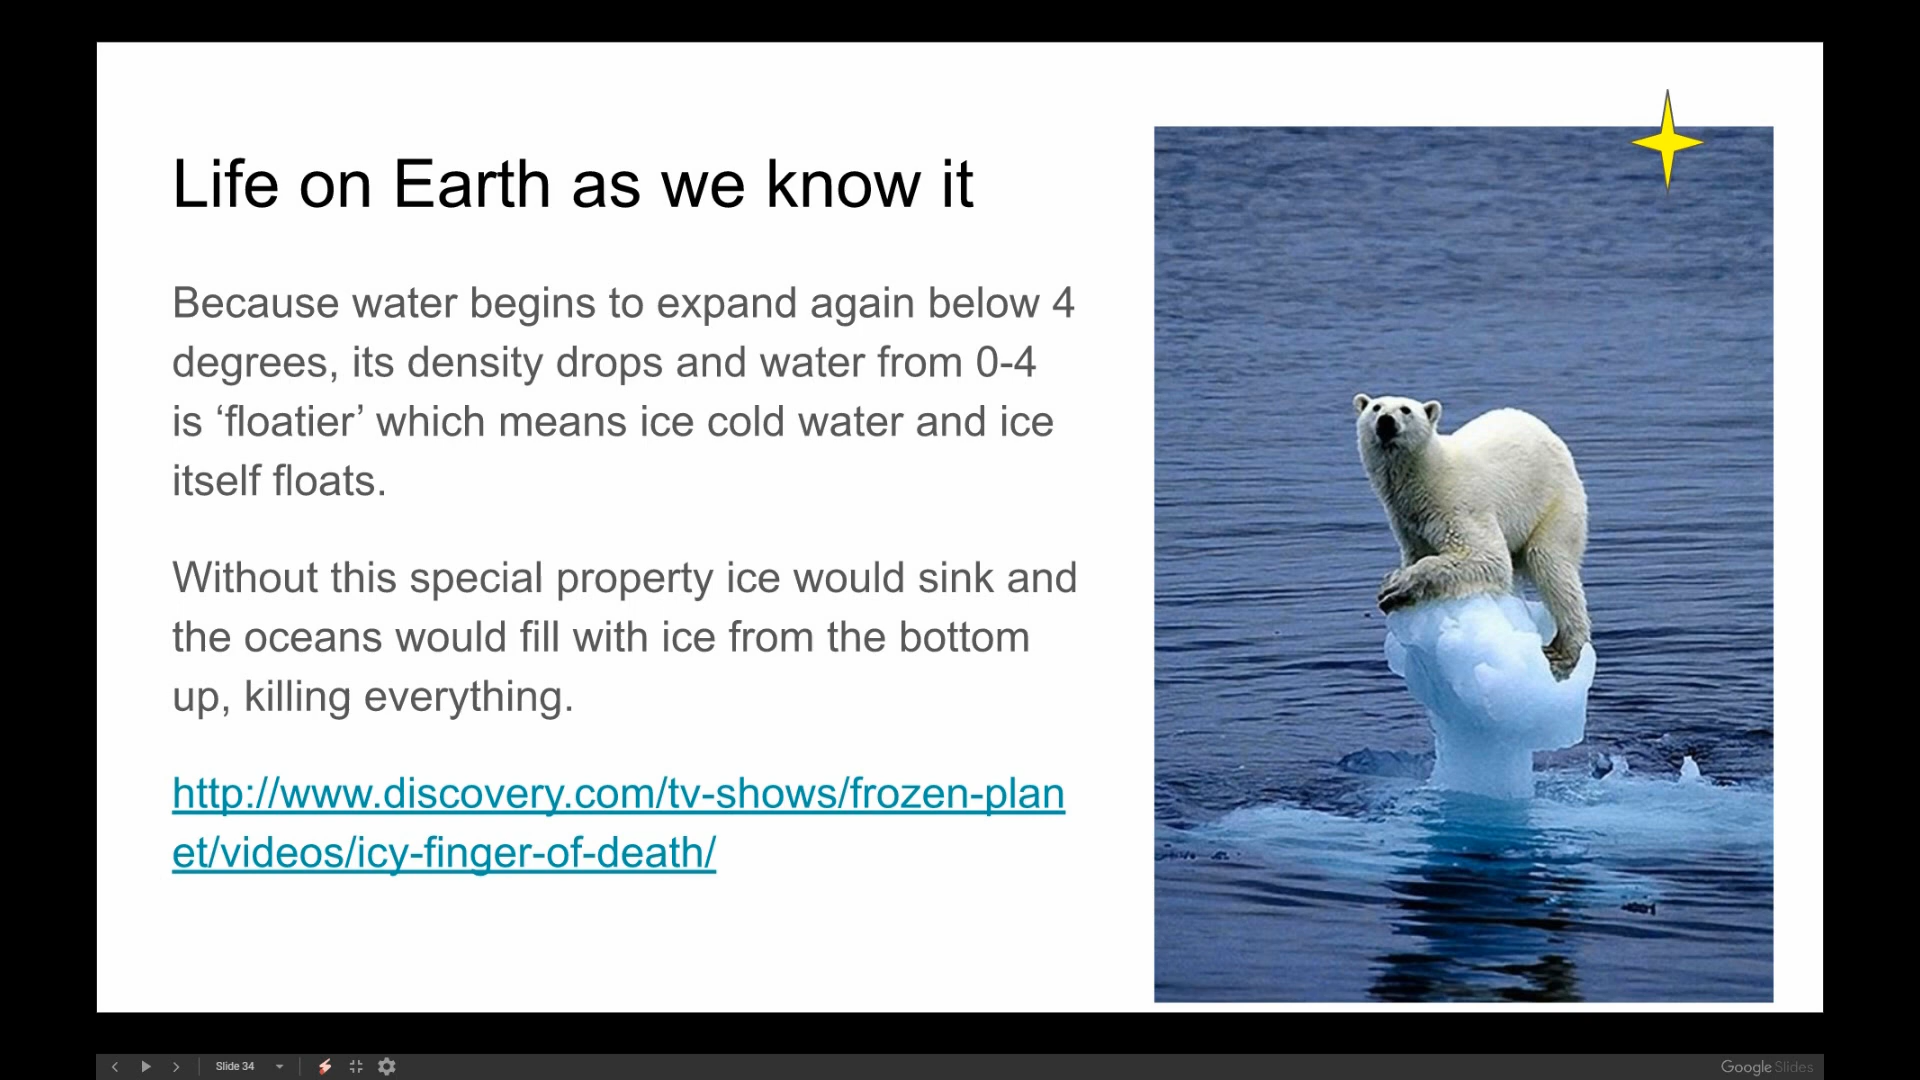 Life on Earth as we know it
Because water begins to expand again below 4
degrees, its density drops and water from 0-4
is ‘floatier’ which means ice cold water and ice
itself floats.
Without this special property ice would sink and
the oceans would fill with ice from the bottom
up, killing everything.
http://www.discovery.com/tv-shows/frozen-plan
et/videos/icy-finger-of-death/
Slide 34
Google Slides